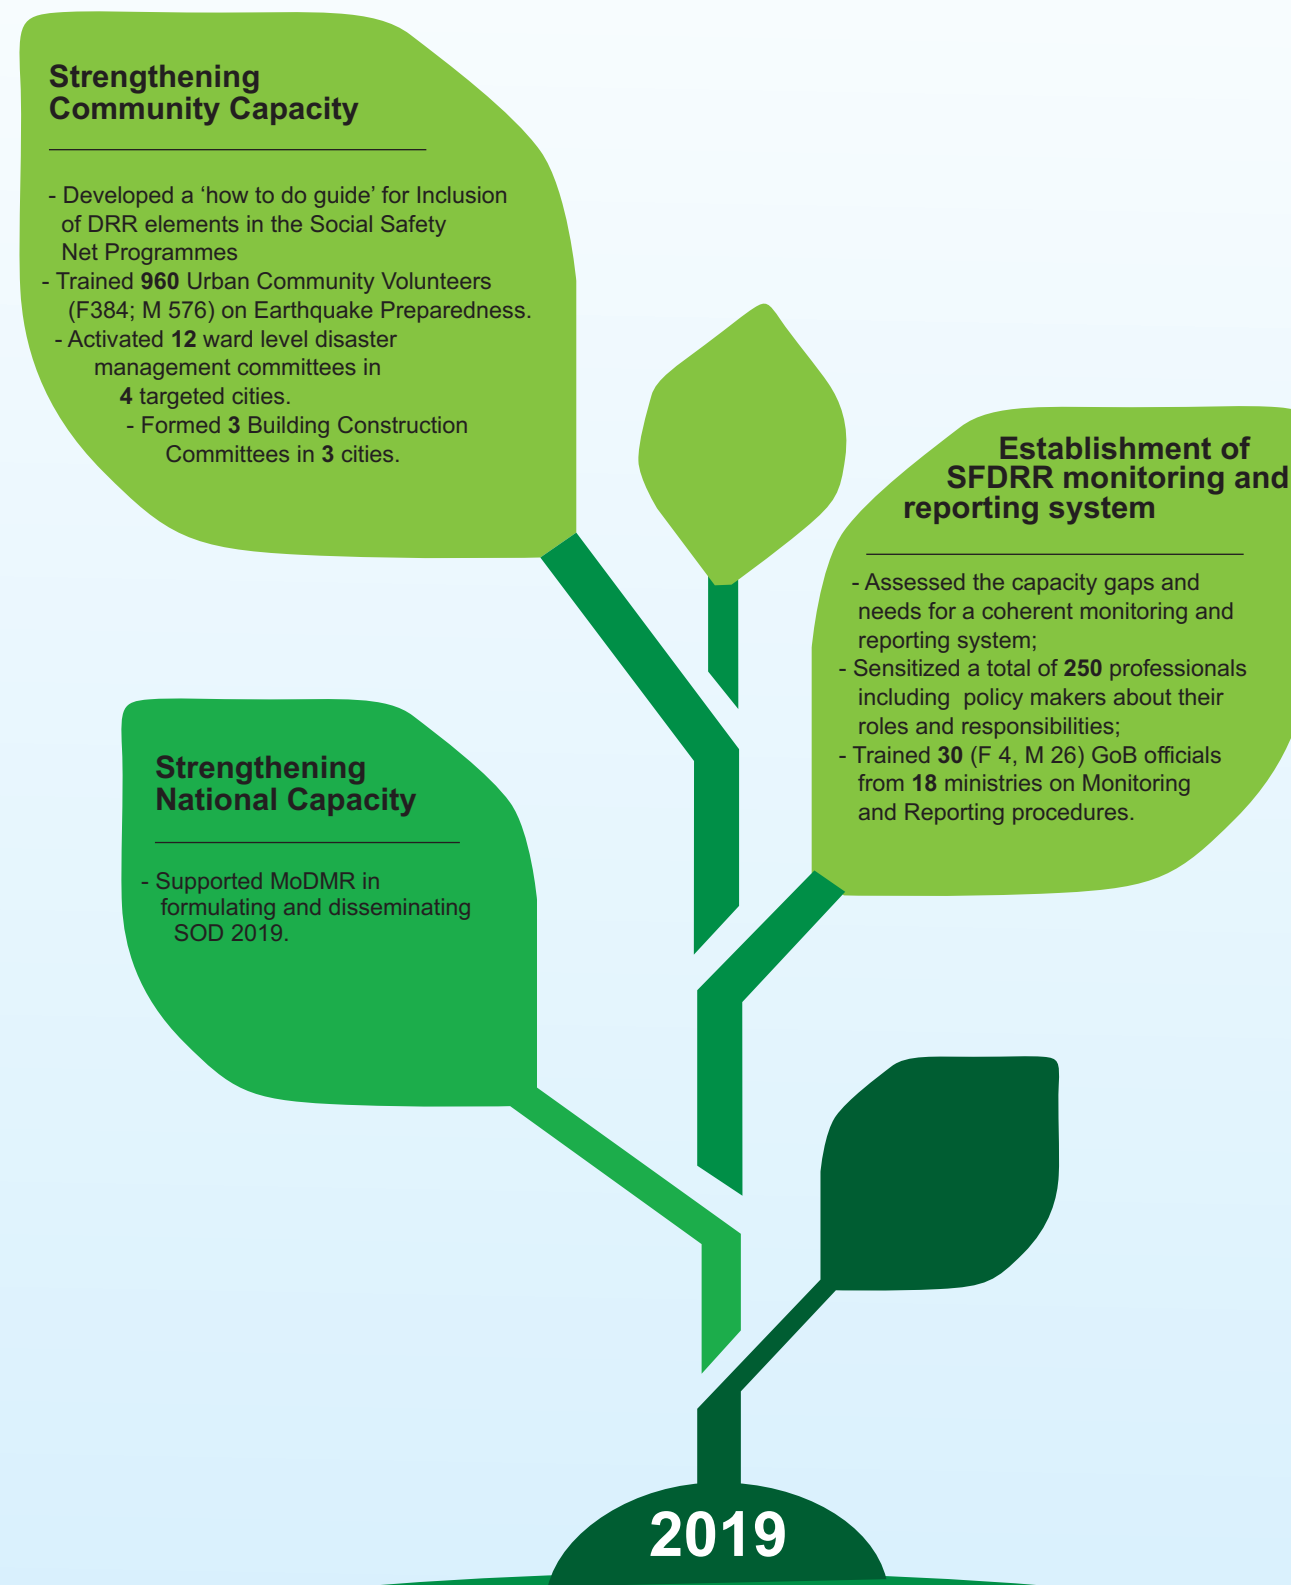 Strengthening
Community Capacity
- Developed a ‘how to do guide’ for Inclusion
of DRR elements in the Social Safety
Net Programmes
- Trained 960 Urban Community Volunteers
(F384; M 576) on Earthquake Preparedness.
- Activated 12 ward level disaster
management committees in
4 targeted cities.
- Formed 3 Building Construction
Committees in 3 cities.
Establishment of
SFDRR monitoring and
reporting system
- Assessed the capacity gaps and
needs for a coherent monitoring and
reporting system;
- Sensitized a total of 250 professionals
including policy makers about their
roles and responsibilities;
- Trained 30 (F 4, M 26) GoB officials
from 18 ministries on Monitoring
and Reporting procedures.
Strengthening
National Capacity
- Supported MoDMR in
formulating and disseminating
SOD 2019.
2019